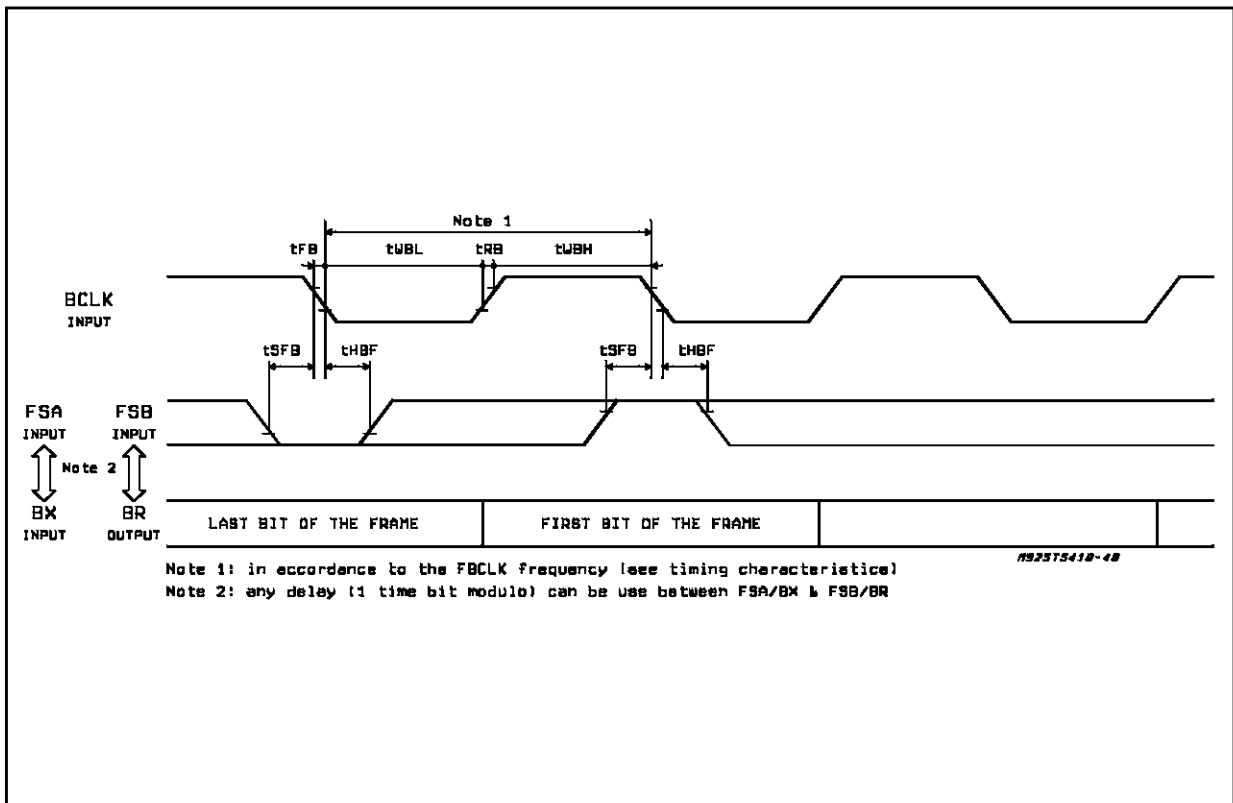 Note 1
tFB tWBL tRB tWBH
BCLK
INPUT
tSFB tHBF tSFB tHBF
FSA FSB
INPUT INPUT
Note 2
BX BR
INPUT OUTPUT
LAST BIT OF THE FRAME FIRST BIT OF THE FRAME
M92ST5410-40
Note 1: in accordance to the FBCLK frequency (see timing characteristics)
Note 2: any delay (1 time bit modulo) can be use between FSA/BX & FSB/BR